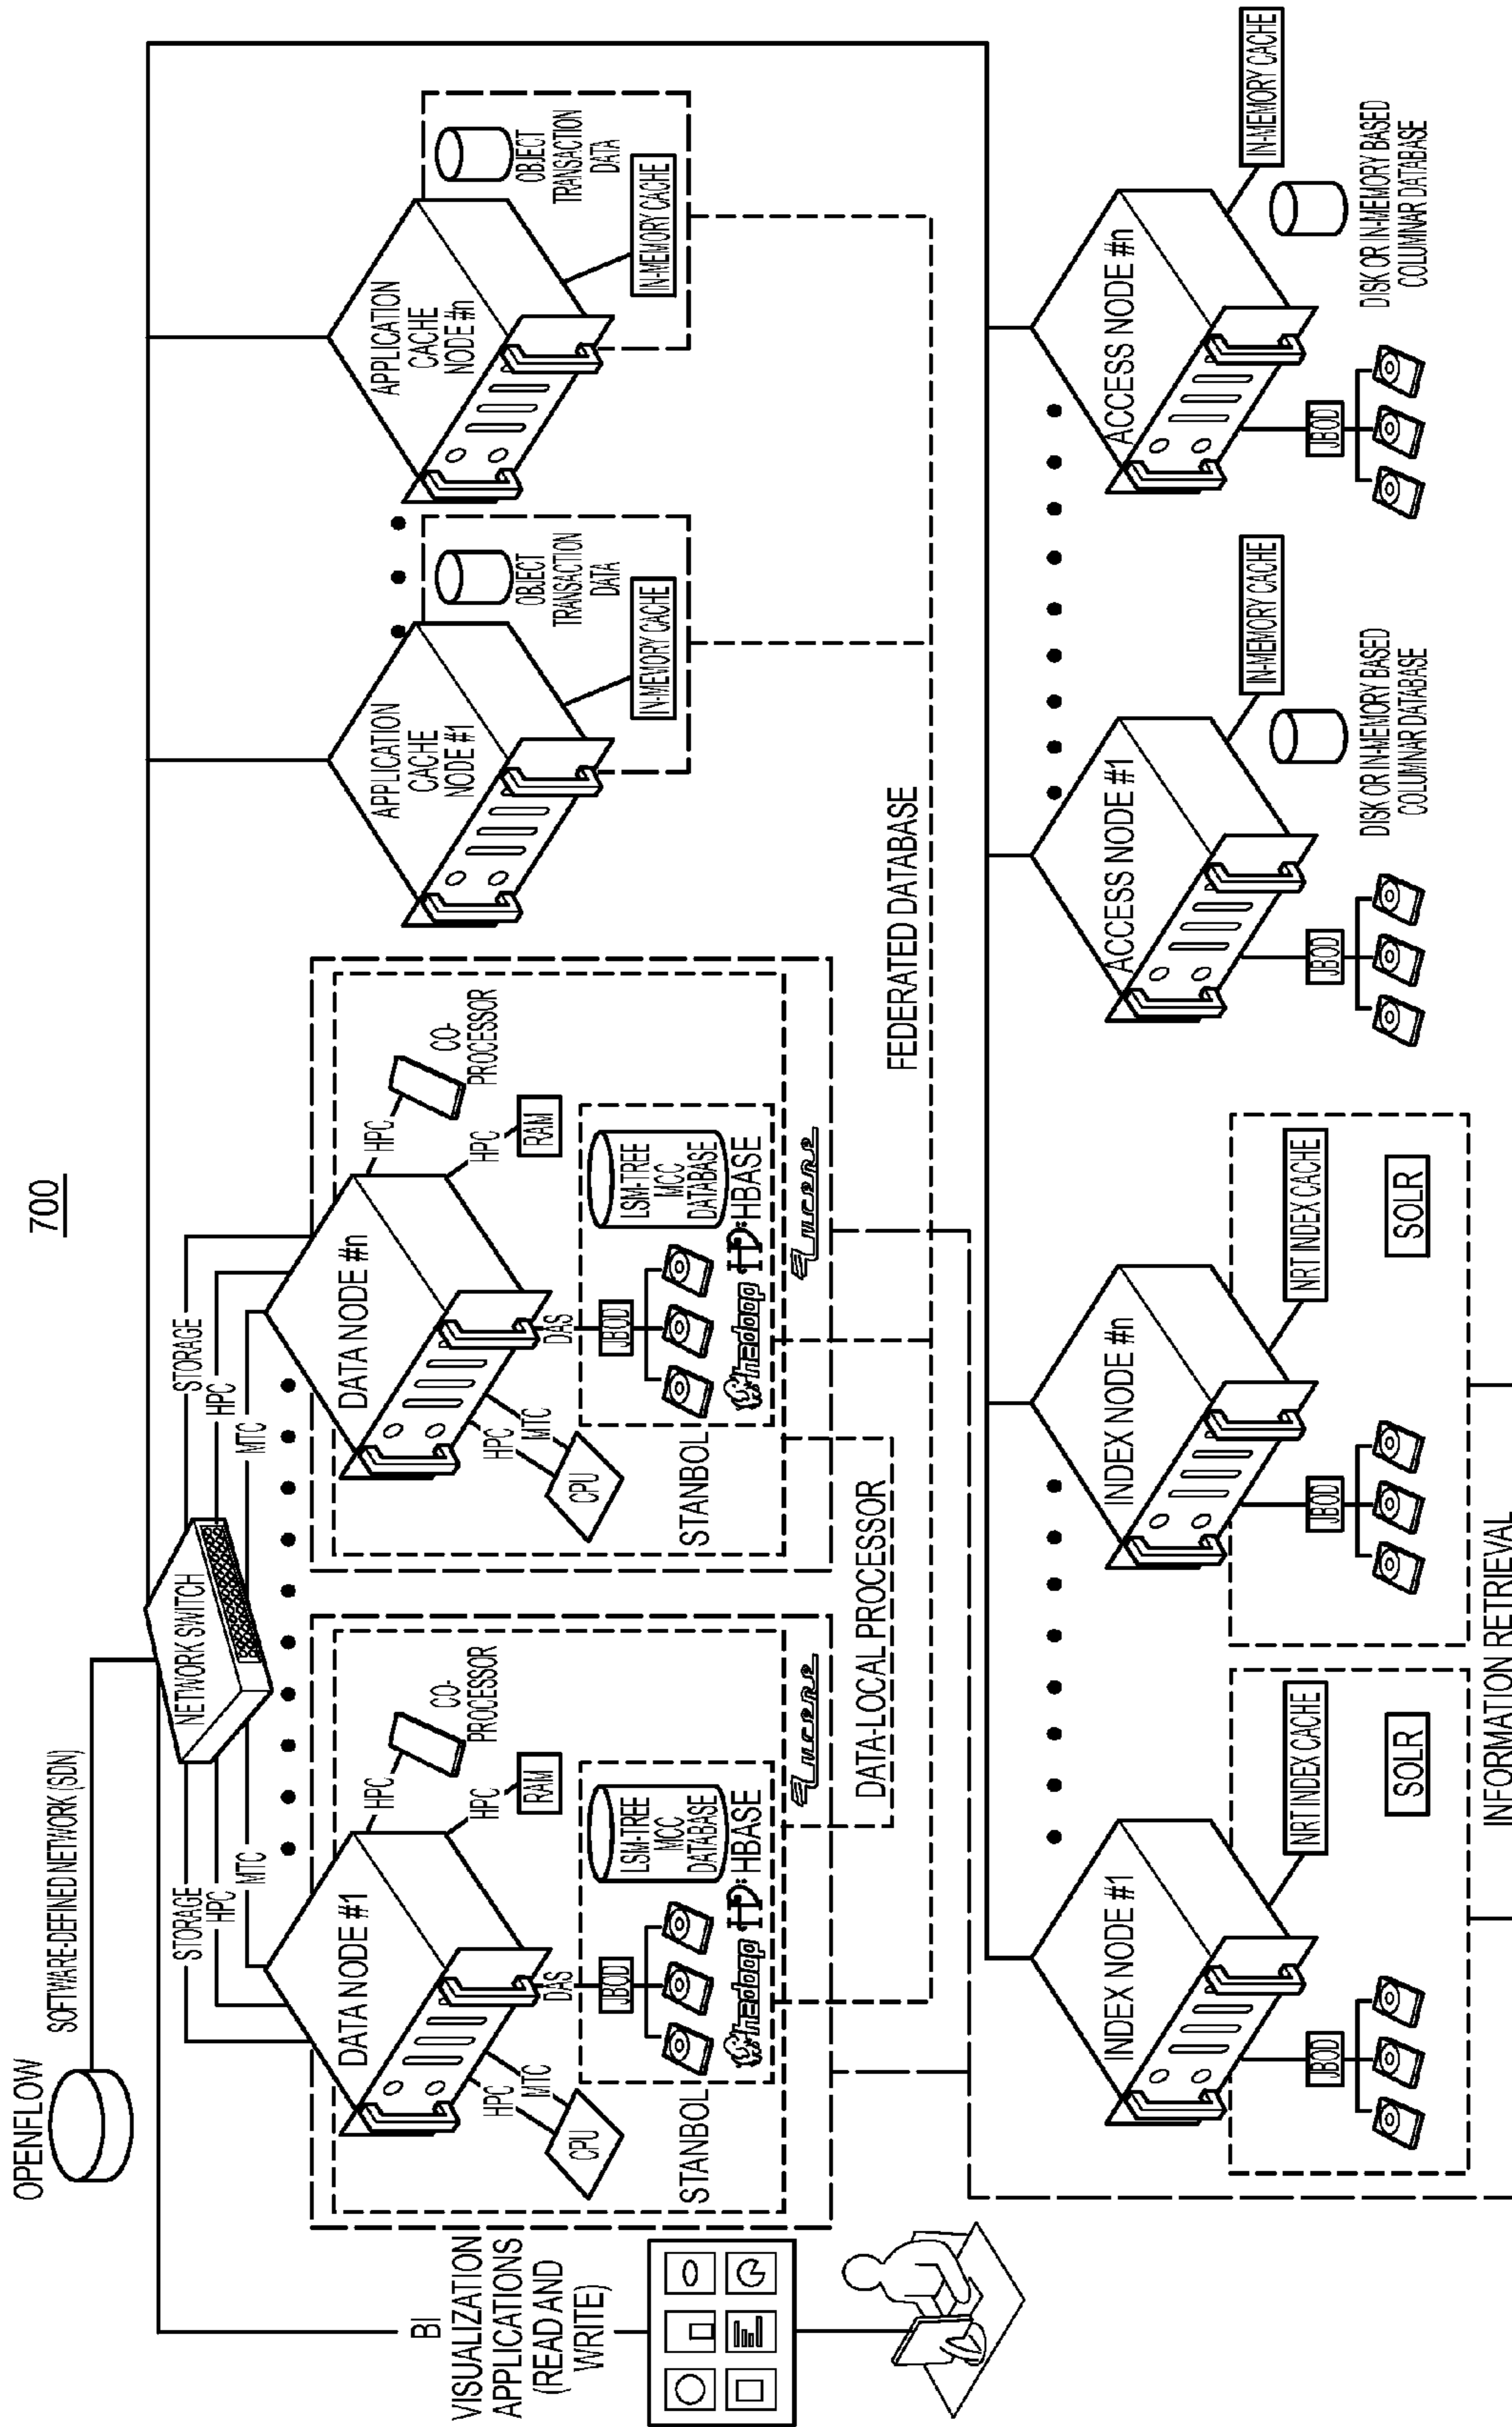 700
OPENFLOW
SOFTWARE-DEFINED NETWORK (SDN)
NETWORK SWITCH
BI
VISUALIZATION
APPLICATIONS
(READ AND
WRITE)
STORAGE
HPC
MTC
STORAGE
HPC
MTC
DATA NODE #1
HPC
CO-
PROCESSOR
HPC
RAM
HPC
MTC
CPU
DAS
JBOD
LSM-TREE
MCC
DATABASE
hadoop
H
HBASE
STANBOL
Lucene
DATA NODE #n
HPC
CO-
PROCESSOR
HPC
RAM
HPC
MTC
CPU
DAS
JBOD
LSM-TREE
MCC
DATABASE
hadoop
H
HBASE
STANBOL
Lucene
DATA-LOCAL PROCESSOR
APPLICATION
CACHE
NODE #1
OBJECT
TRANSACTION
DATA
IN-MEMORY CACHE
APPLICATION
CACHE
NODE #n
OBJECT
TRANSACTION
DATA
IN-MEMORY CACHE
FEDERATED DATABASE
INDEX NODE #1
NRT INDEX CACHE
JBOD
SOLR
INDEX NODE #n
NRT INDEX CACHE
JBOD
SOLR
INFORMATION RETRIEVAL
ACCESS NODE #1
IN-MEMORY CACHE
JBOD
DISK OR IN-MEMORY BASED
COLUMNAR DATABASE
ACCESS NODE #n
IN-MEMORY CACHE
JBOD
DISK OR IN-MEMORY BASED
COLUMNAR DATABASE